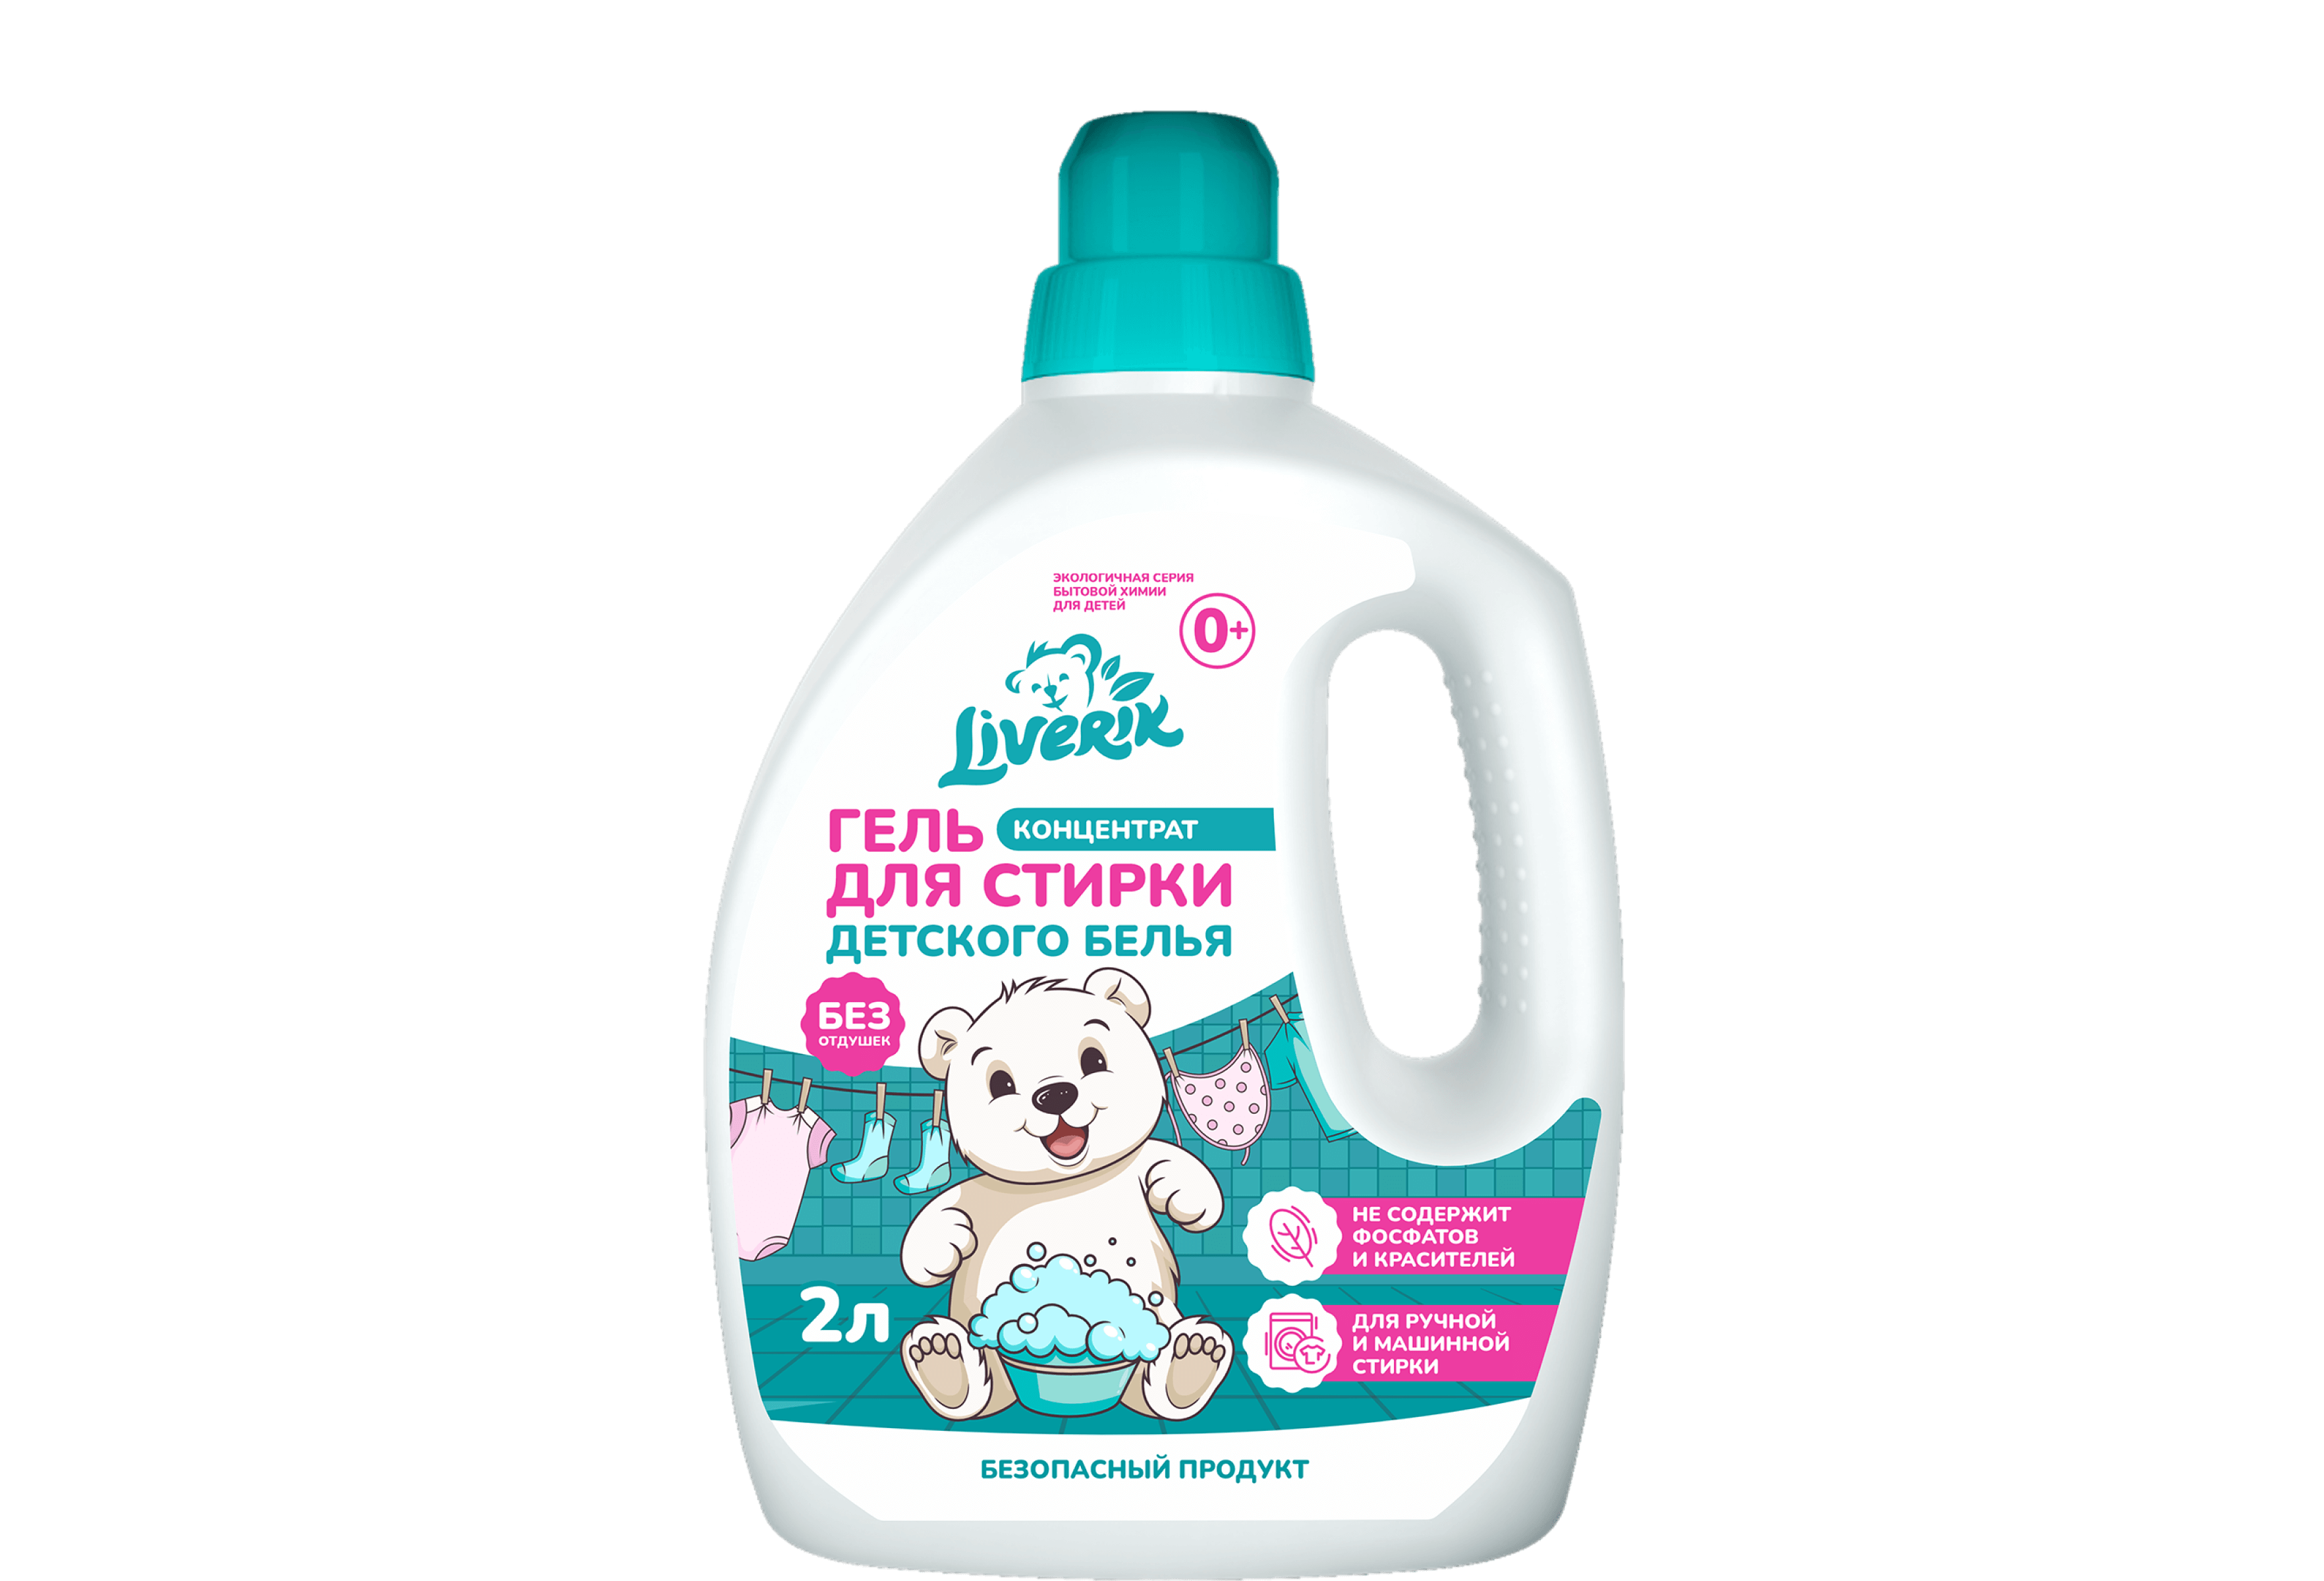 ЭКОЛОГИЧНАЯ СЕРИЯ
БЫТОВОЙ ХИМИИ
ДЛЯ ДЕТЕЙ
0+
Liverik
ГЕЛЬ КОНЦЕНТРАТ
ДЛЯ СТИРКИ
ДЕТСКОГО БЕЛЬЯ
БЕЗ
ОТДУШЕК
НЕ СОДЕРЖИТ
ФОСФАТОВ
И КРАСИТЕЛЕЙ
2л
ДЛЯ РУЧНОЙ
И МАШИННОЙ
СТИРКИ
БЕЗОПАСНЫЙ ПРОДУКТ